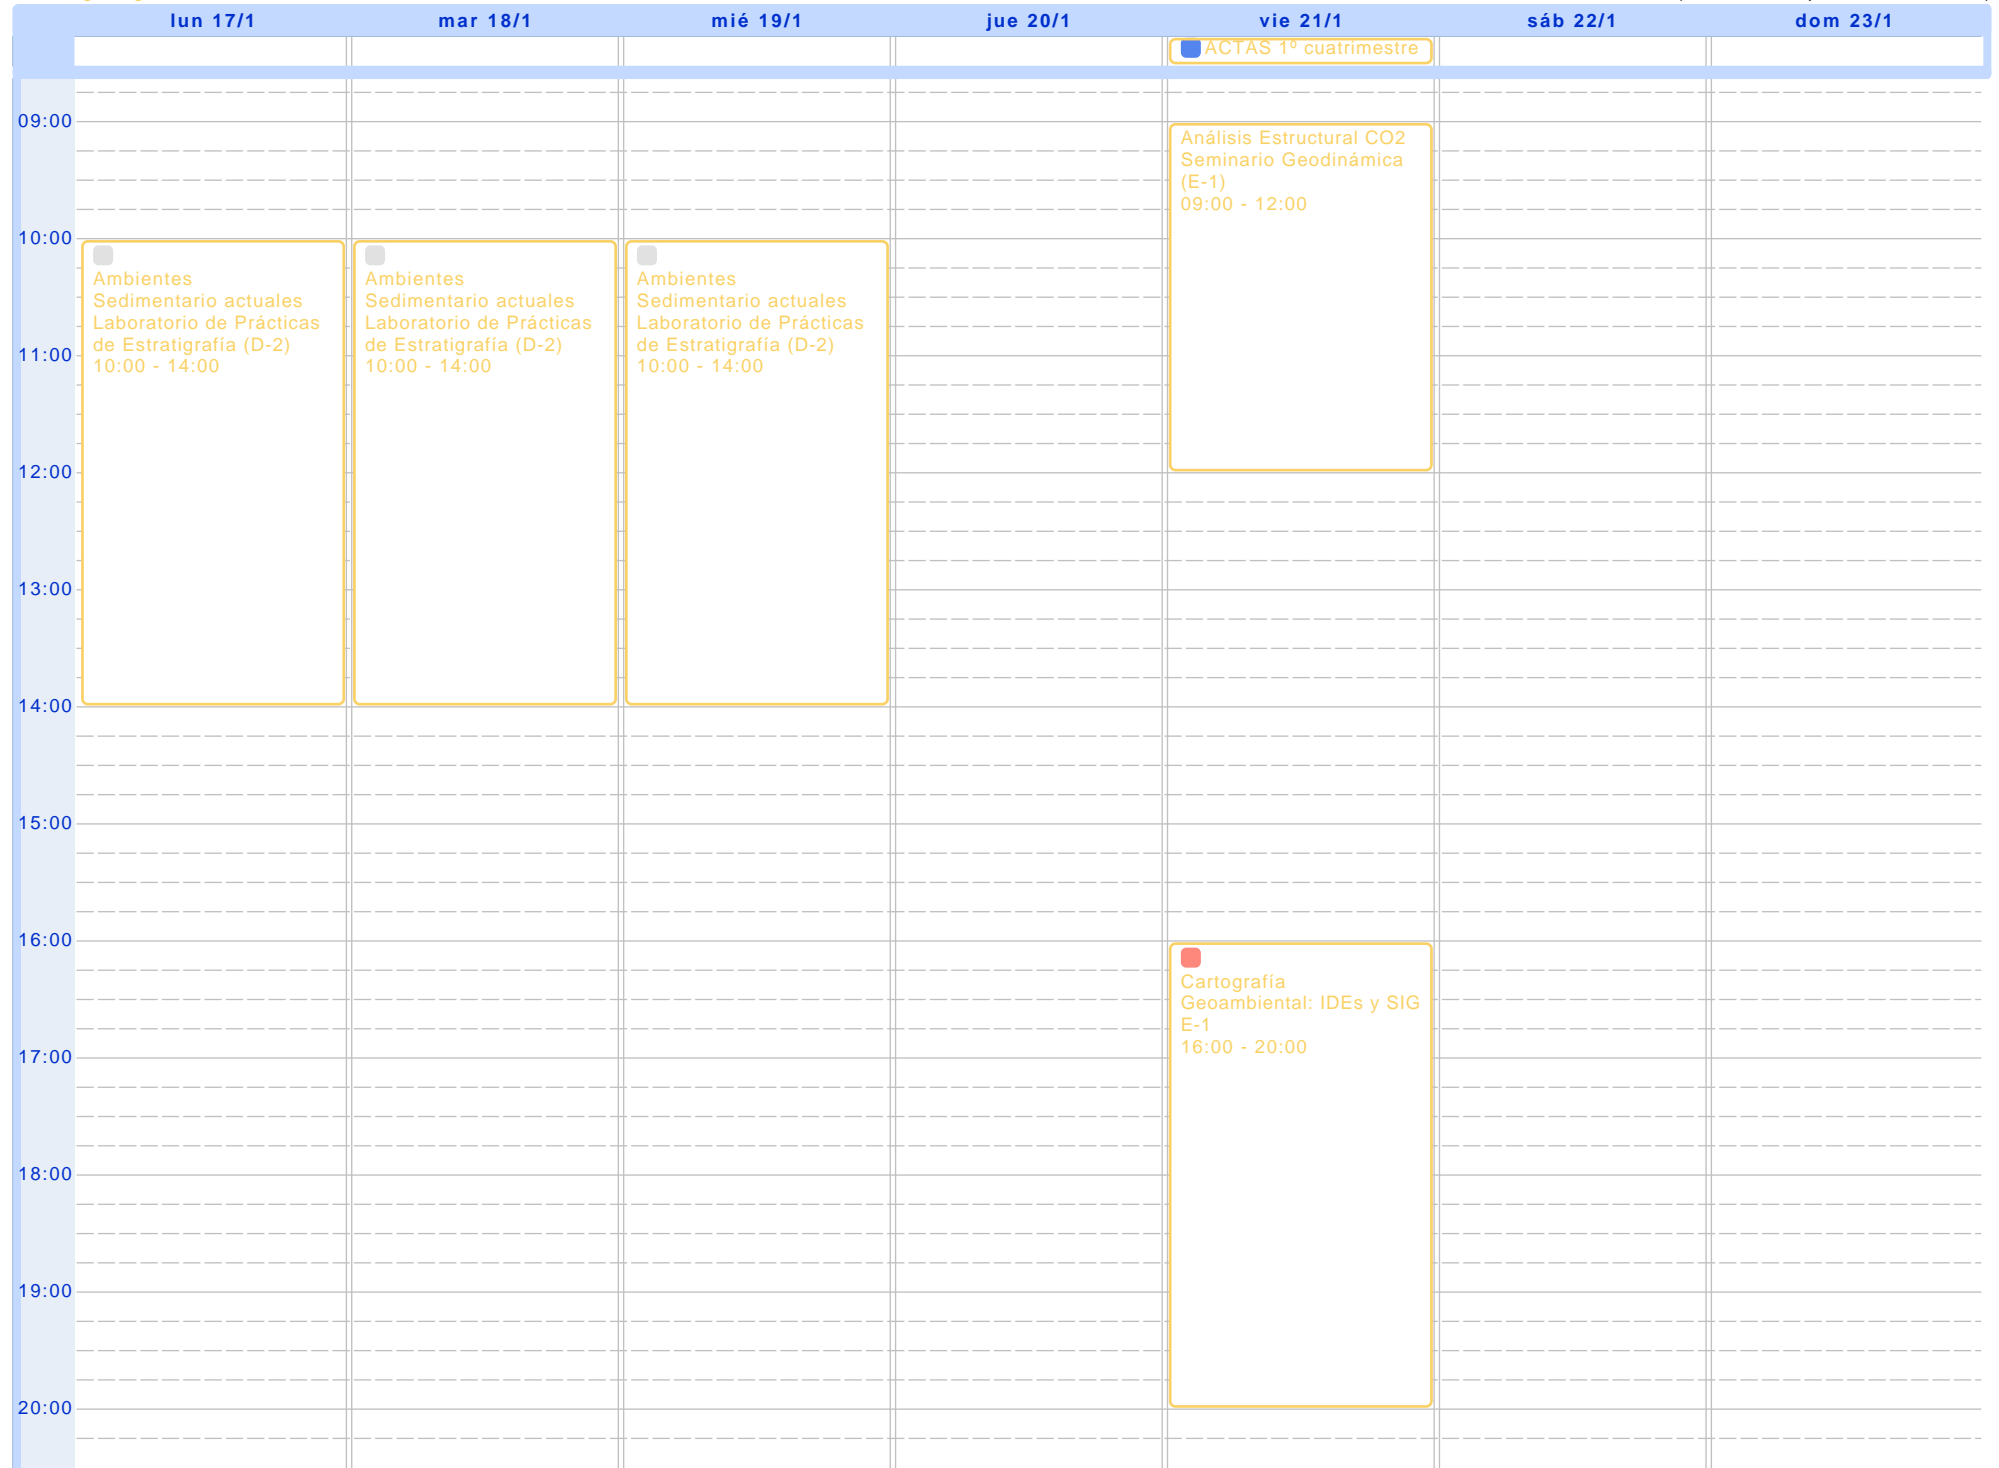 lun 17/1
mar 18/1
mié 19/1
jue 20/1
vie 21/1
sáb 22/1
dom 23/1
ACTAS 1º cuatrimestre
09:00
10:00
11:00
12:00
13:00
14:00
15:00
16:00
17:00
18:00
19:00
20:00
Ambientes
Sedimentario actuales
Laboratorio de Prácticas
de Estratigrafía (D-2)
10:00 - 14:00
Ambientes
Sedimentario actuales
Laboratorio de Prácticas
de Estratigrafía (D-2)
10:00 - 14:00
Ambientes
Sedimentario actuales
Laboratorio de Prácticas
de Estratigrafía (D-2)
10:00 - 14:00
Análisis Estructural CO2
Seminario Geodinámica
(E-1)
09:00 - 12:00
Cartografía
Geoambiental: IDEs y SIG
E-1
16:00 - 20:00